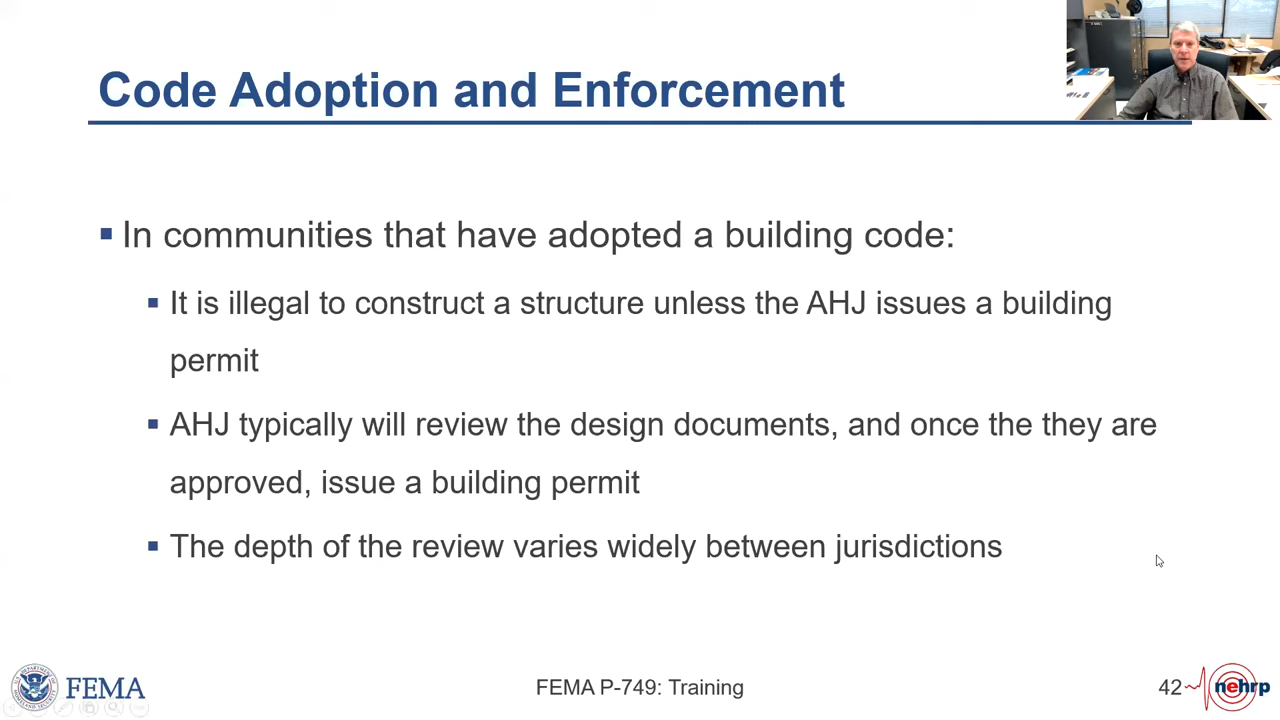 Code Adoption and Enforcement
In communities that have adopted a building code:
It is illegal to construct a structure unless the AHJ issues a building
permit
AHJ typically will review the design documents, and once the they are
approved, issue a building permit
The depth of the review varies widely between jurisdictions
FEMA
FEMA P-749: Training
42
nehrp